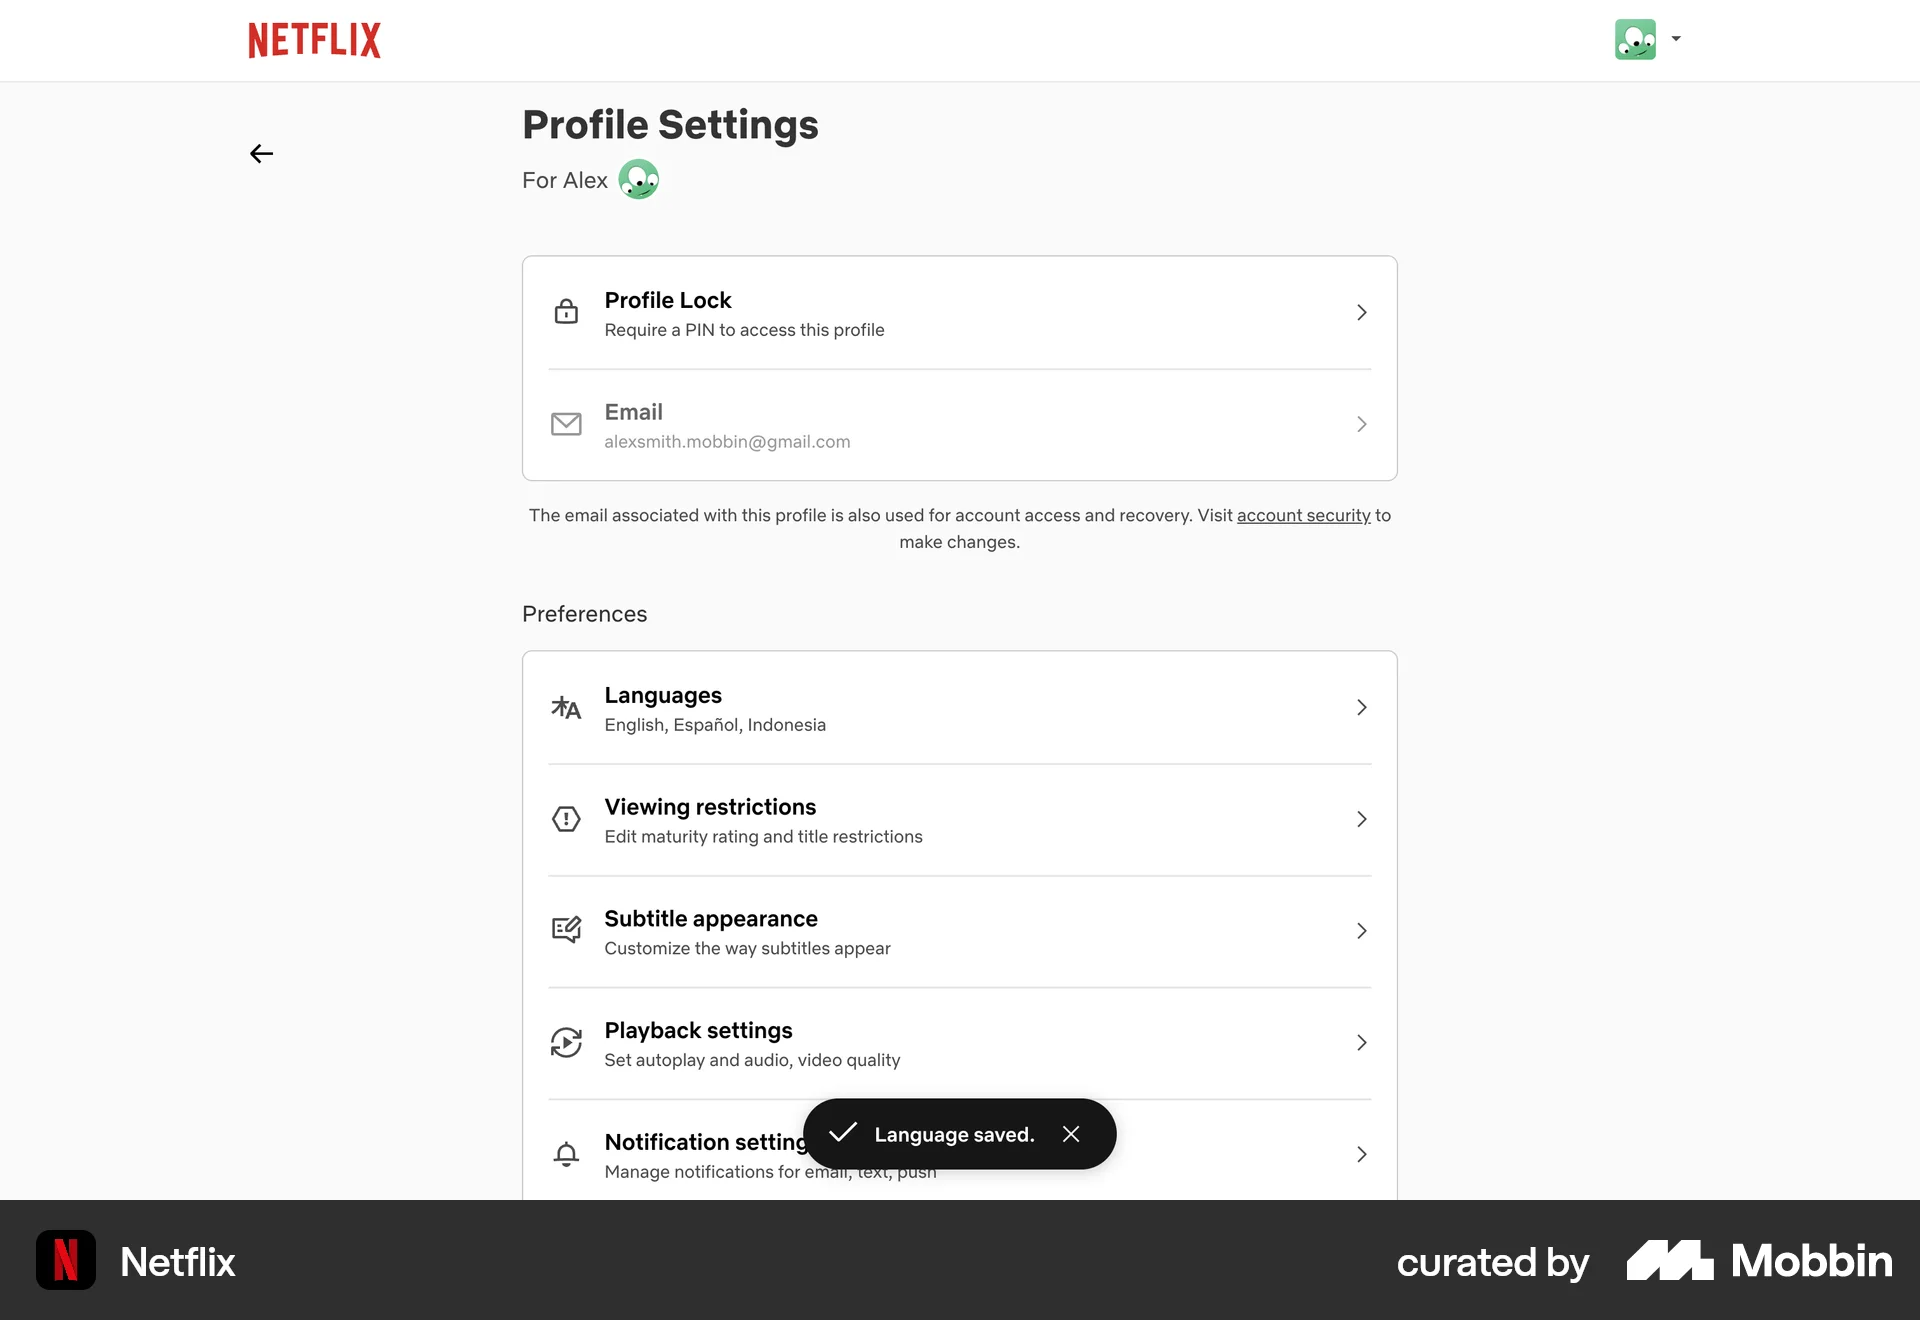 NETFLIX
Profile Settings
For Alex
Profile Lock
Require a PIN to access this profile
Email
alexsmith.mobbin@gmail.com
The email associated with this profile is also used for account access and recovery. Visit account security to
make changes.
Preferences
Languages
English, Español, Indonesia
Viewing restrictions
Edit maturity rating and title restrictions
Subtitle appearance
Customize the way subtitles appear
Playback settings
Set autoplay and audio, video quality
Language saved.
Notification setting
Manage notifications for email, text, push
N Netflix
curated by Mobbin